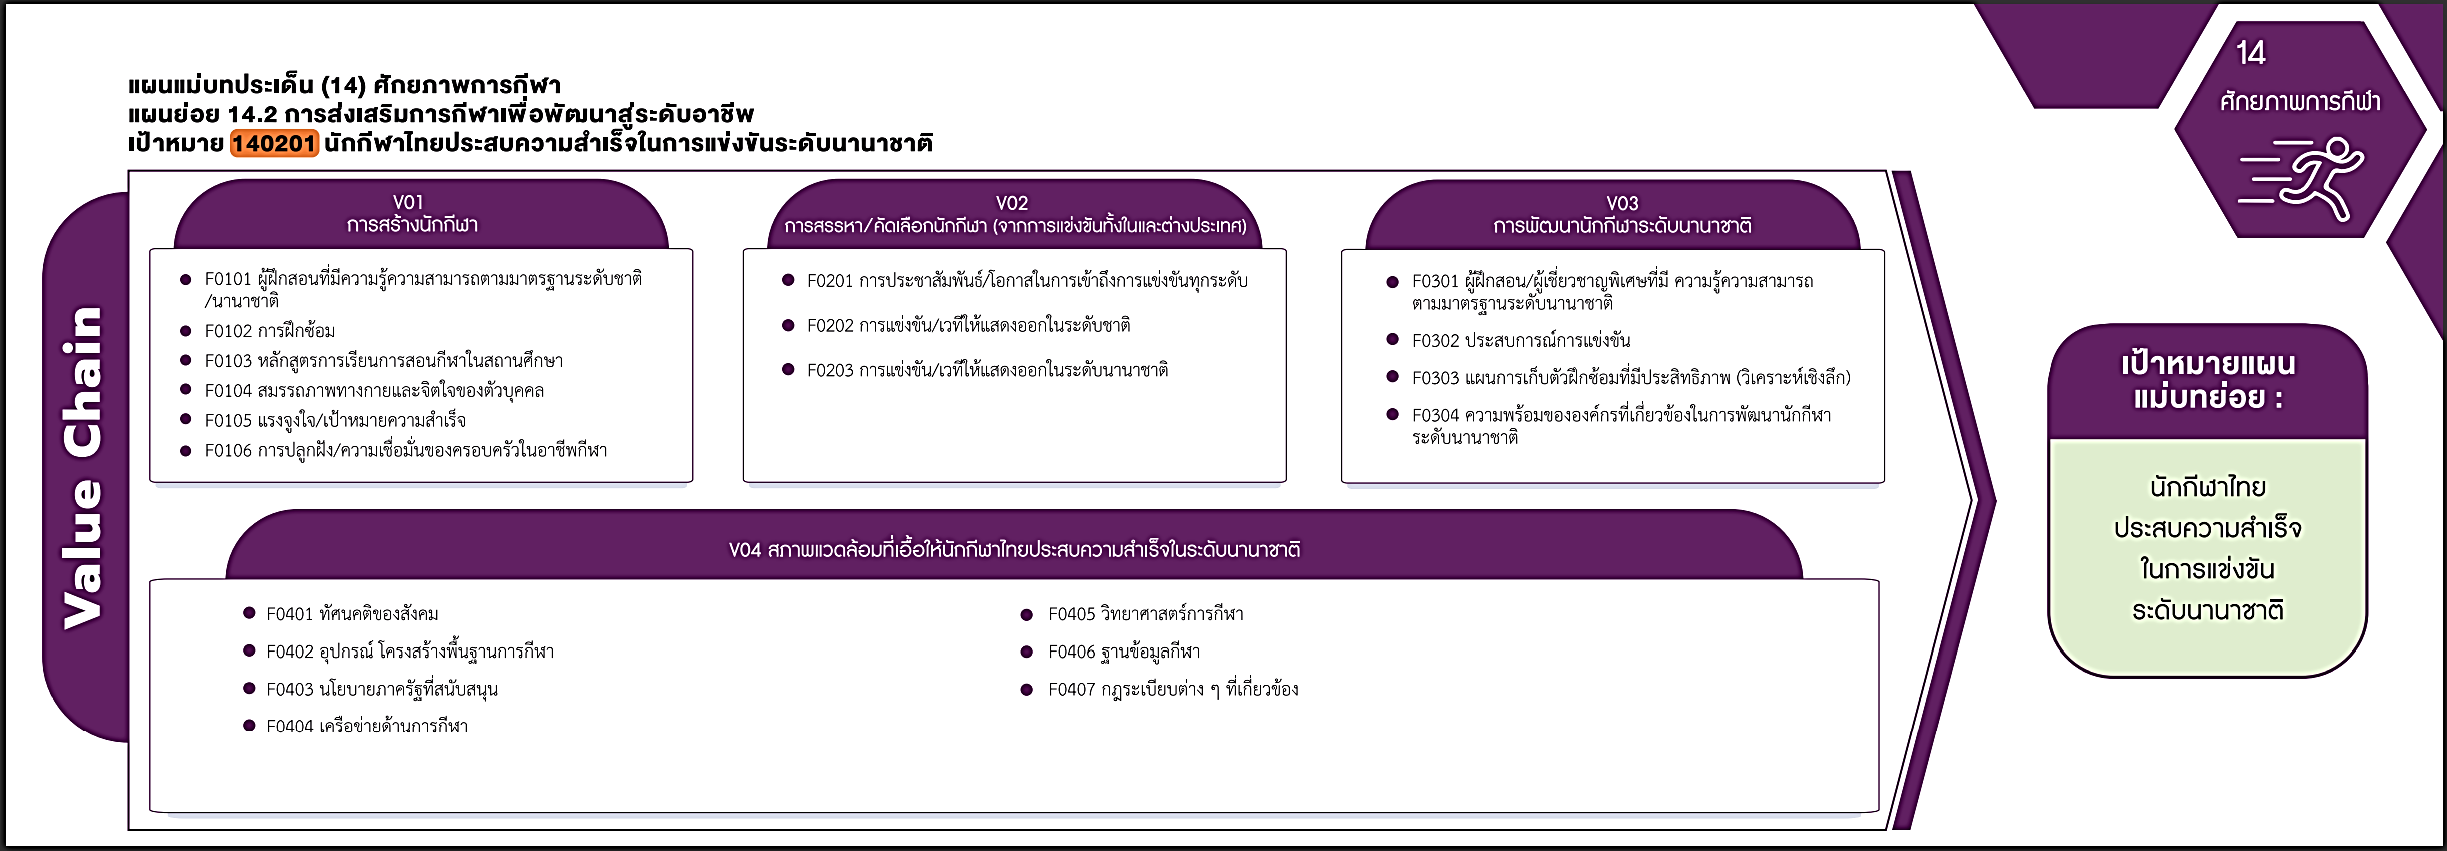 แผนแม่บทประเด็น (14) ศักยภาพการกีฬา
แผนย่อย 14.2 การส่งเสริมการกีฬาเพื่อพัฒนาสู่ระดับอาชีพ
เป้าหมาย 140201 นักกีฬาไทยประสบความสำเร็จในการแข่งขันระดับนานาชาติ
14
ศักยภาพการกีฬา
Value Chain
V01
การสร้างนักกีฬา
F0101 ผู้ฝึกสอนที่มีความรู้ความสามารถตามมาตรฐานระดับชาติ
/นานาชาติ
F0102 การฝึกซ้อม
F0103 หลักสูตรการเรียนการสอนกีฬาในสถานศึกษา
F0104 สมรรถภาพทางกายและจิตใจของตัวบุคคล
F0105 แรงจูงใจ/เป้าหมายความสำเร็จ
F0106 การปลูกฝัง/ความเชื่อมั่นของครอบครัวในอาชีพกีฬา
V02
การสรรหา/คัดเลือกนักกีฬา (จากการแข่งขันทั้งในและต่างประเทศ)
F0201 การประชาสัมพันธ์/โอกาสในการเข้าถึงการแข่งขันทุกระดับ
F0202 การแข่งขัน/เวทีให้แสดงออกในระดับชาติ
F0203 การแข่งขัน/เวทีให้แสดงออกในระดับนานาชาติ
V03
การพัฒนานักกีฬาระดับนานาชาติ
F0301 ผู้ฝึกสอน/ผู้เชี่ยวชาญพิเศษที่มี ความรู้ความสามารถ
ตามมาตรฐานระดับนานาชาติ
F0302 ประสบการณ์การแข่งขัน
F0303 แผนการเก็บตัวฝึกซ้อมที่มีประสิทธิภาพ (วิเคราะห์เชิงลึก)
F0304 ความพร้อมขององค์กรที่เกี่ยวข้องในการพัฒนานักกีฬา
ระดับนานาชาติ
V04 สภาพแวดล้อมที่เอื้อให้นักกีฬาไทยประสบความสำเร็จในระดับนานาชาติ
F0401 ทัศนคติของสังคม
F0402 อุปกรณ์ โครงสร้างพื้นฐานการกีฬา
F0403 นโยบายภาครัฐที่สนับสนุน
F0404 เครือข่ายด้านการกีฬา
F0405 วิทยาศาสตร์การกีฬา
F0406 ฐานข้อมูลกีฬา
F0407 กฎระเบียบต่าง ๆ ที่เกี่ยวข้อง
เป้าหมายแผน
แม่บทย่อย :
นักกีฬาไทย
ประสบความสำเร็จ
ในการแข่งขัน
ระดับนานาชาติ